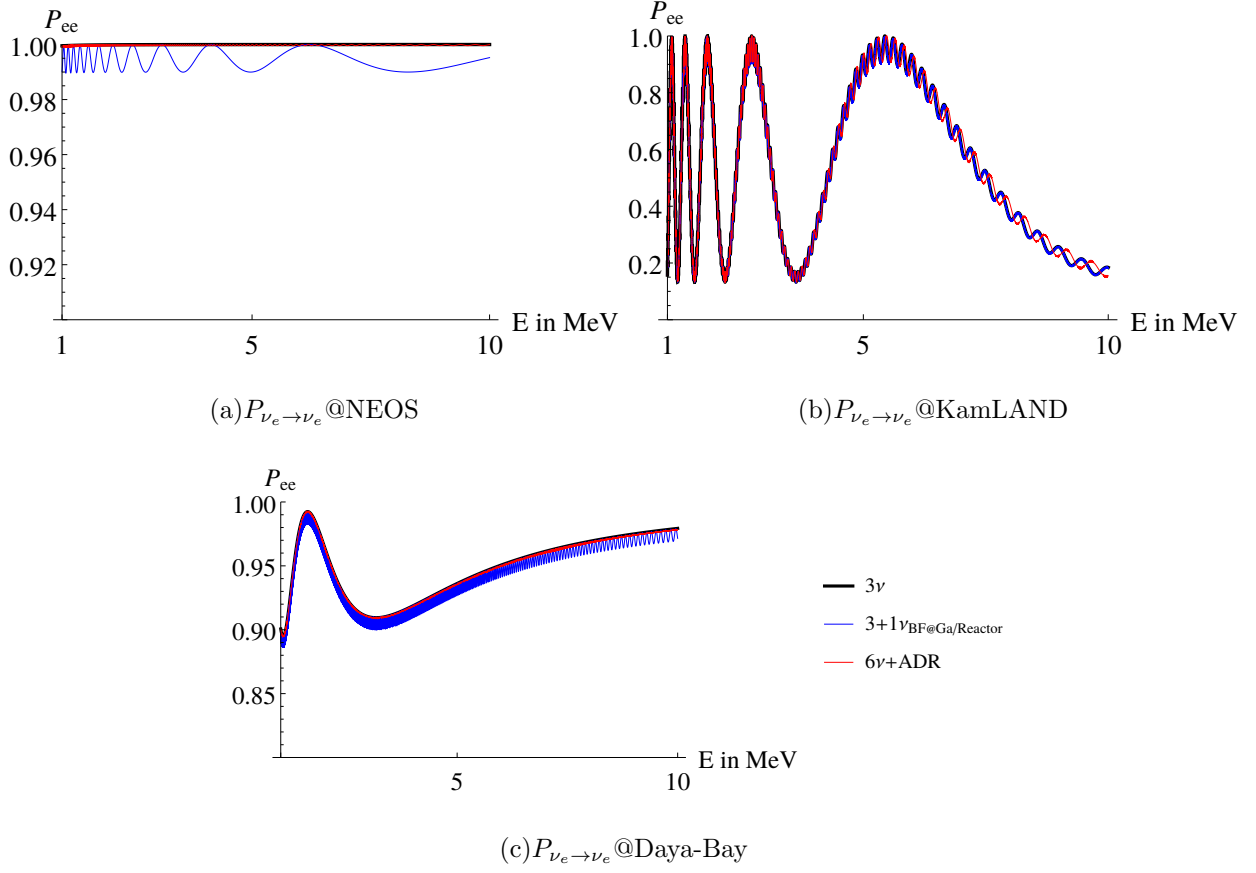 P_ee
1.00
0.98
0.96
0.94
0.92
1
5
10
E in MeV
(a)P_{ν_e→ν_e}@NEOS
P_ee
1.0
0.8
0.6
0.4
0.2
1
5
10
E in MeV
(b)P_{ν_e→ν_e}@KamLAND
P_ee
1.00
0.95
0.90
0.85
5
10
E in MeV
3ν
3+1ν_BF@Ga/Reactor
6ν+ADR
(c)P_{ν_e→ν_e}@Daya-Bay